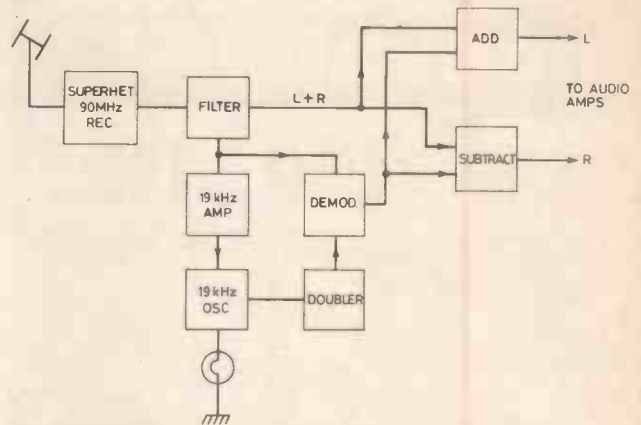 SUPERHET
90MHz
REC
FILTER
L+R
ADD
L
TO AUDIO
AMPS
SUBTRACT
R
19 kHz
AMP
DEMOD.
19 kHz
OSC
DOUBLER